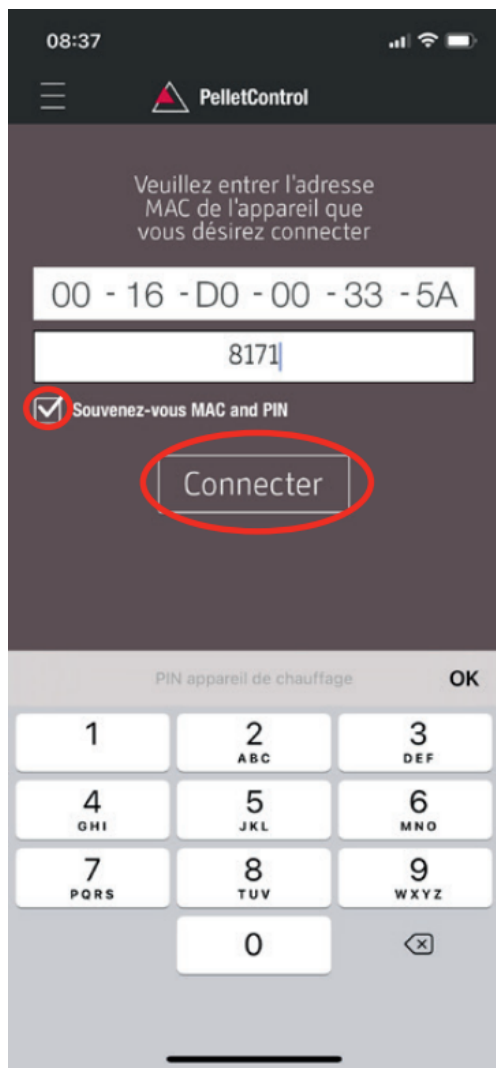 08:37
PelletControl
Veuillez entrer l'adresse
MAC de l'appareil que
vous désirez connecter
00 - 16 - D0 - 00 - 33 - 5A
8171
Souvenez-vous MAC and PIN
Connecter
PIN appareil de chauffage OK
1 2 3
ABC DEF
4 5 6
GHI JKL MNO
7 8 9
PQRS TUV WXYZ
0